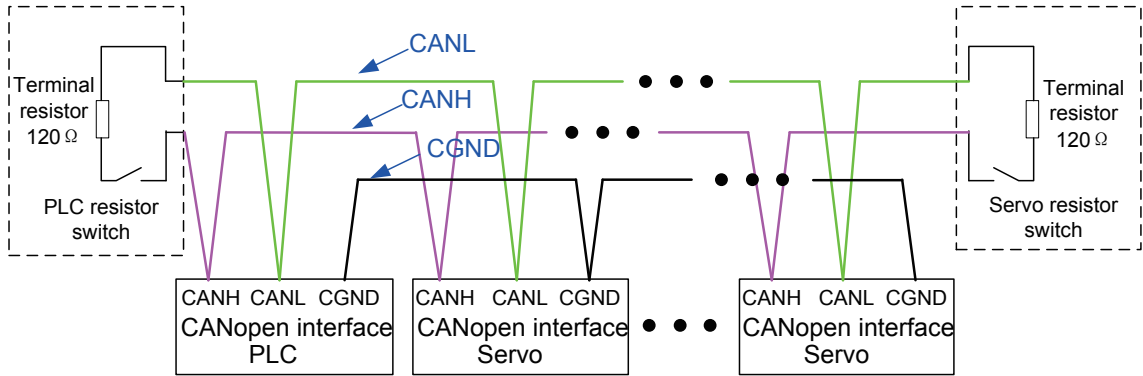 CANL
CANH
CGND
Terminal
resistor
120 Ω
PLC resistor
switch
Terminal
resistor
120 Ω
Servo resistor
switch
CANH CANL CGND
CANopen interface
PLC
CANH CANL CGND
CANopen interface
Servo
CANH CANL CGND
CANopen interface
Servo